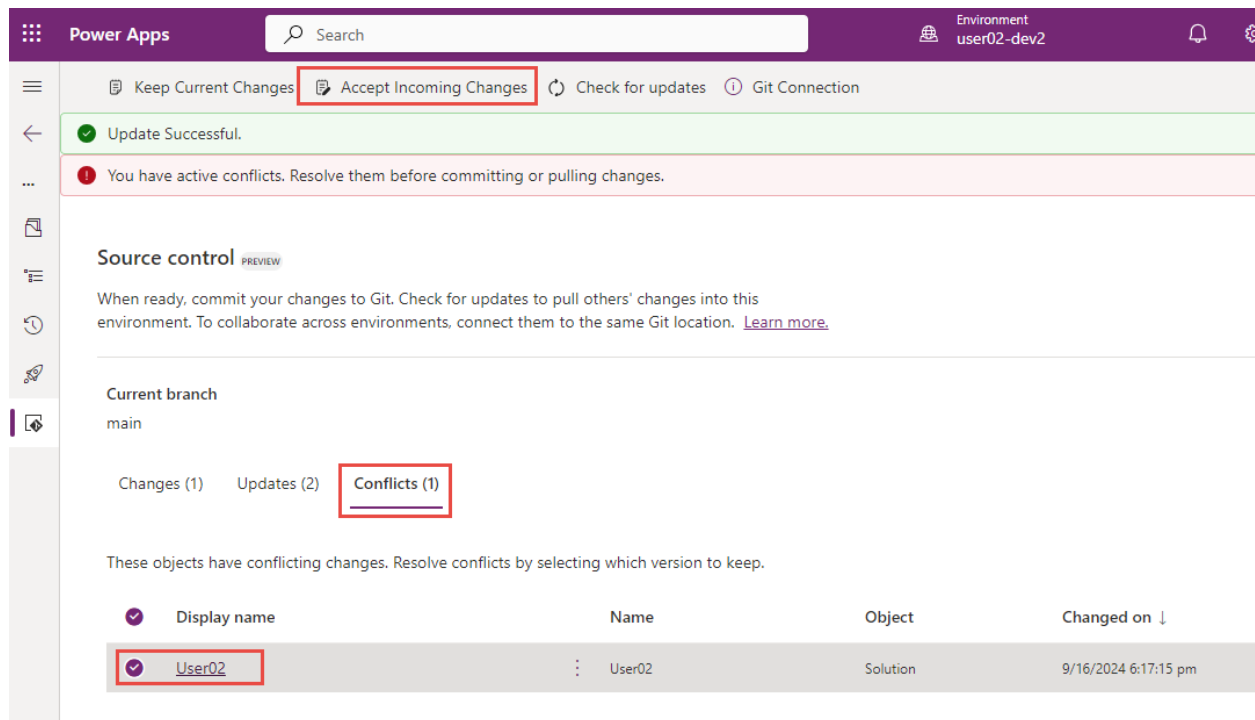 Power Apps
Search
Environment
user02-dev2
Keep Current Changes
Accept Incoming Changes
Check for updates
Git Connection
Update Successful.
You have active conflicts. Resolve them before committing or pulling changes.
Source control PREVIEW
When ready, commit your changes to Git. Check for updates to pull others' changes into this
environment. To collaborate across environments, connect them to the same Git location. Learn more.
Current branch
main
Changes (1) Updates (2) Conflicts (1)
These objects have conflicting changes. Resolve conflicts by selecting which version to keep.
Display name Name Object Changed on ↓
User02 User02 Solution 9/16/2024 6:17:15 pm